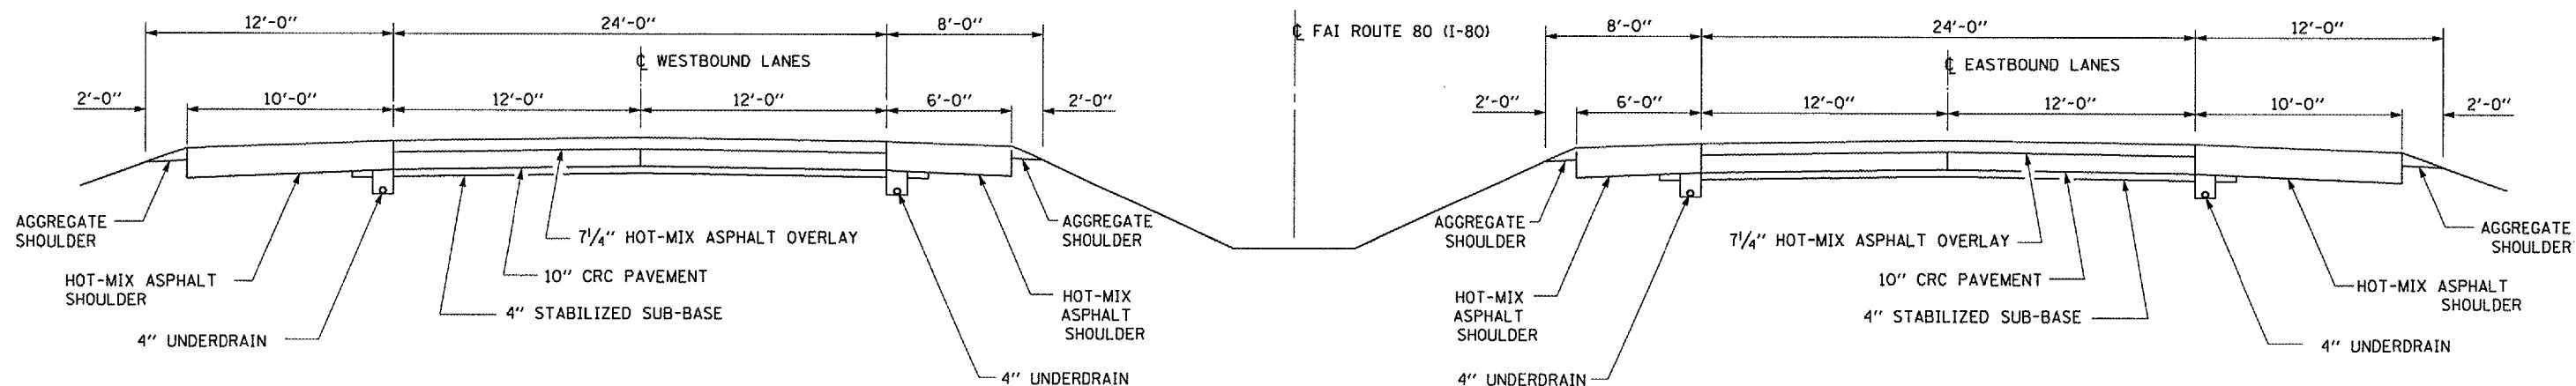 12'-0"
24'-0"
8'-0"
℄ FAI ROUTE 80 (I-80)
8'-0"
24'-0"
12'-0"
℄ WESTBOUND LANES
℄ EASTBOUND LANES
2'-0"
10'-0"
12'-0"
12'-0"
6'-0"
2'-0"
2'-0"
6'-0"
12'-0"
12'-0"
10'-0"
2'-0"
AGGREGATE
SHOULDER
HOT-MIX ASPHALT
SHOULDER
4" UNDERDRAIN
7 1/4" HOT-MIX ASPHALT OVERLAY
10" CRC PAVEMENT
4" STABILIZED SUB-BASE
AGGREGATE
SHOULDER
HOT-MIX
ASPHALT
SHOULDER
4" UNDERDRAIN
AGGREGATE
SHOULDER
HOT-MIX
ASPHALT
SHOULDER
4" UNDERDRAIN
7 1/4" HOT-MIX ASPHALT OVERLAY
10" CRC PAVEMENT
4" STABILIZED SUB-BASE
AGGREGATE
SHOULDER
HOT-MIX ASPHALT
SHOULDER
4" UNDERDRAIN